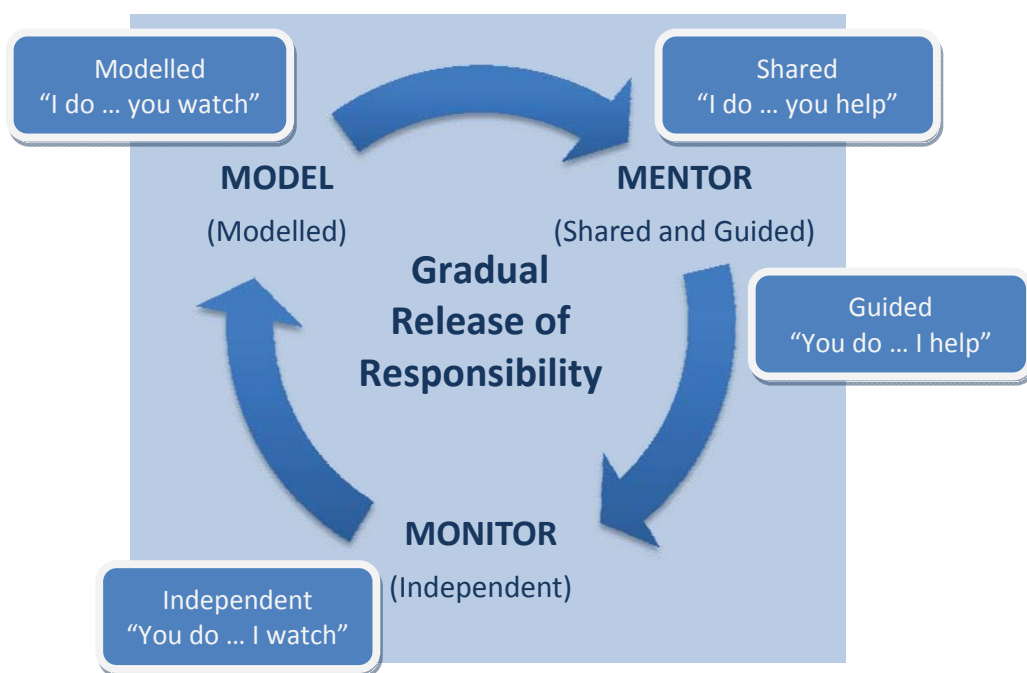 Modelled
“I do … you watch”
Shared
“I do … you help”
MODEL
(Modelled)
MENTOR
(Shared and Guided)
Gradual
Release of
Responsibility
Guided
“You do … I help”
MONITOR
(Independent)
Independent
“You do … I watch”